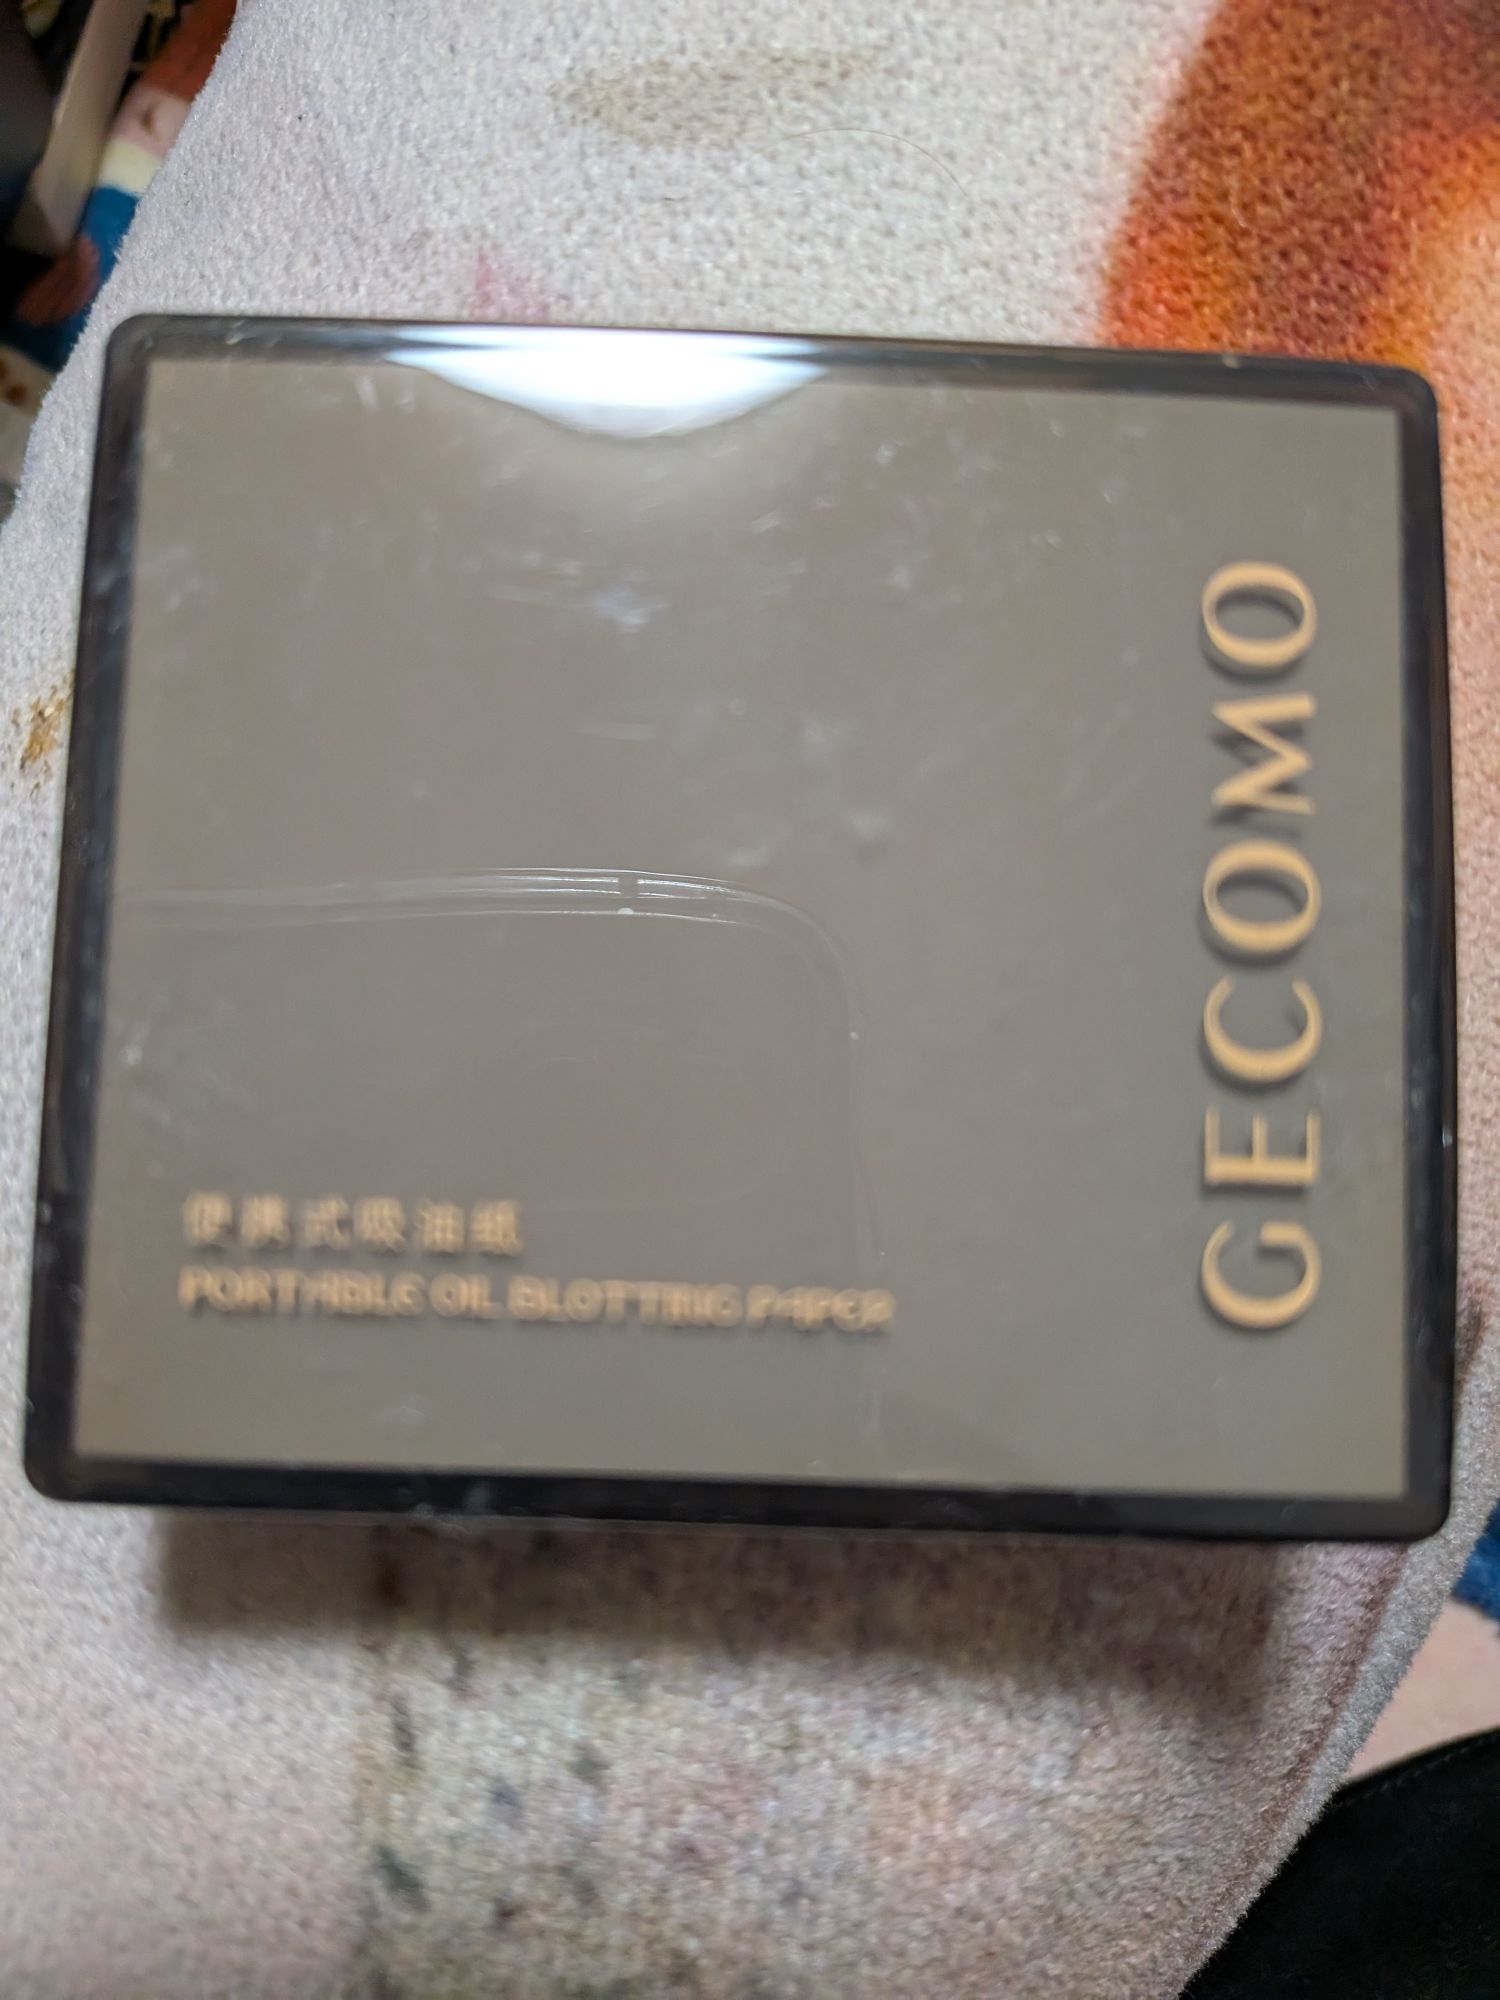 GECOMO
便携式吸油纸
PORTABLE OIL BLOTTING PAPER